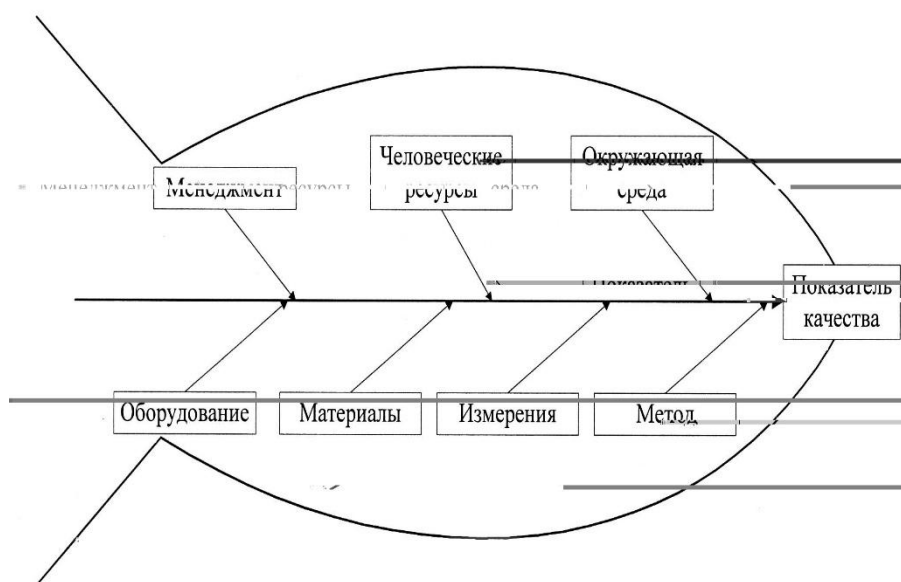 Человеческие
ресурсы
Окружающая
среда
Менеджмент
Показатель
качества
Оборудование
Материалы
Измерения
Метод